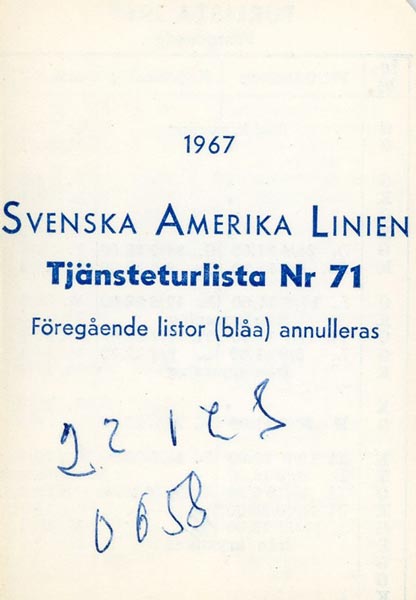 1967
SVENSKA AMERIKA LINIEN
Tjänsteturlista Nr 71
Föregående listor (blåa) annulleras
0658